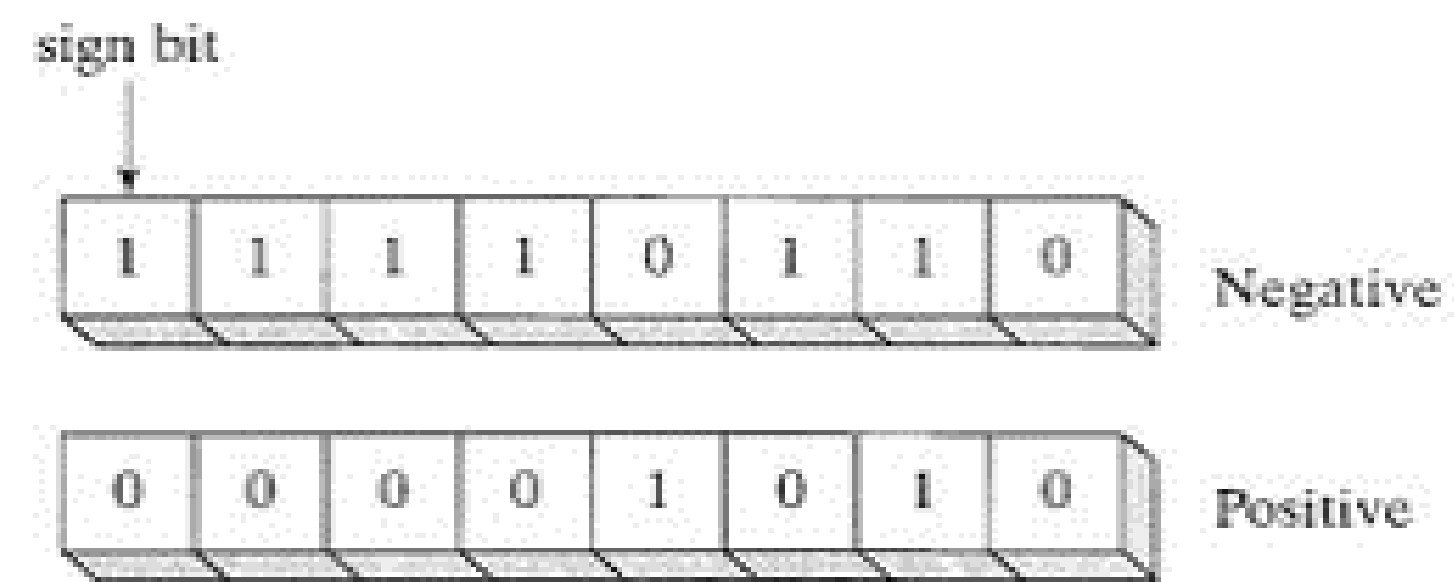 sign bit
1 1 1 1 0 1 1 0 Negative
0 0 0 0 1 0 1 0 Positive